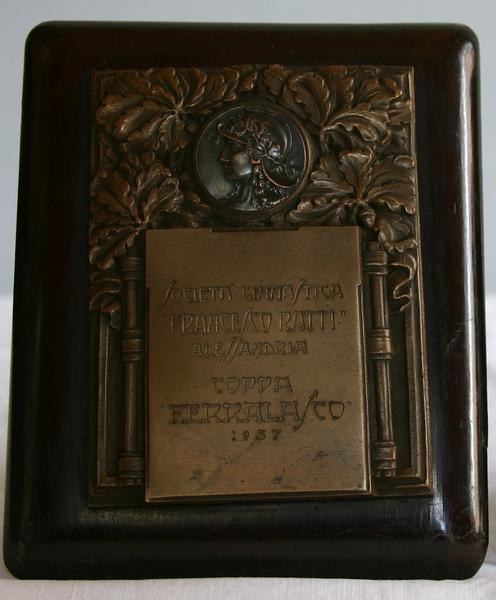 SOCIETA' GINNASTICA
"FRANCESCO RATTI"
ALESSANDRIA
COPPA
"FERRALASCO"
1937